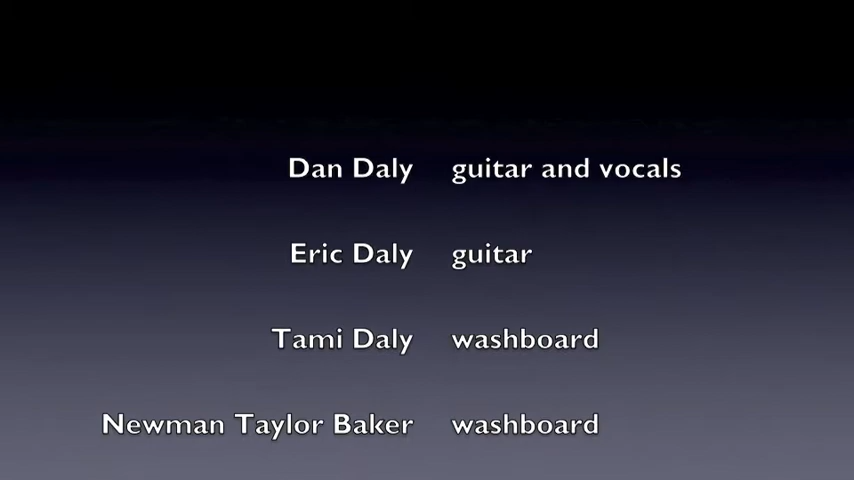 Dan Daly guitar and vocals
Eric Daly guitar
Tami Daly washboard
Newman Taylor Baker washboard